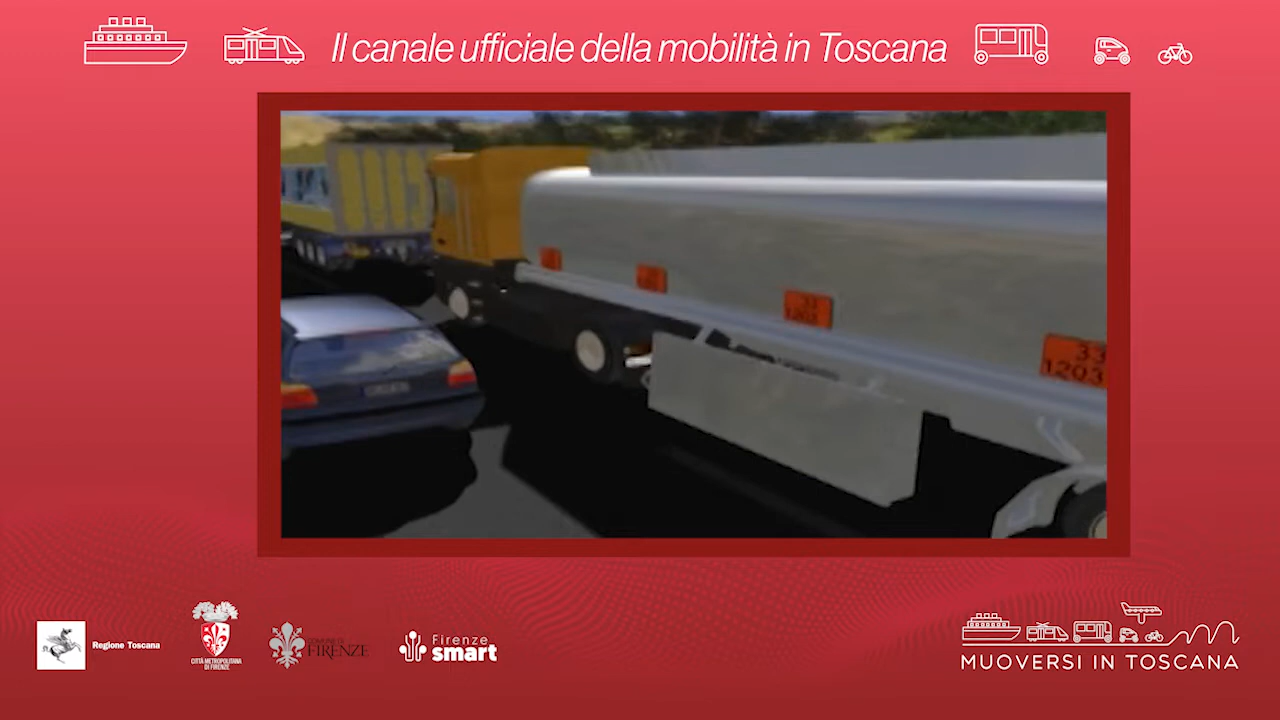 Il canale ufficiale della mobilità in Toscana
33
1203
33
1203
Regione Toscana
CITTÀ METROPOLITANA
DI FIRENZE
COMUNE DI
FIRENZE
Firenze
smart
MUOVERSI IN TOSCANA